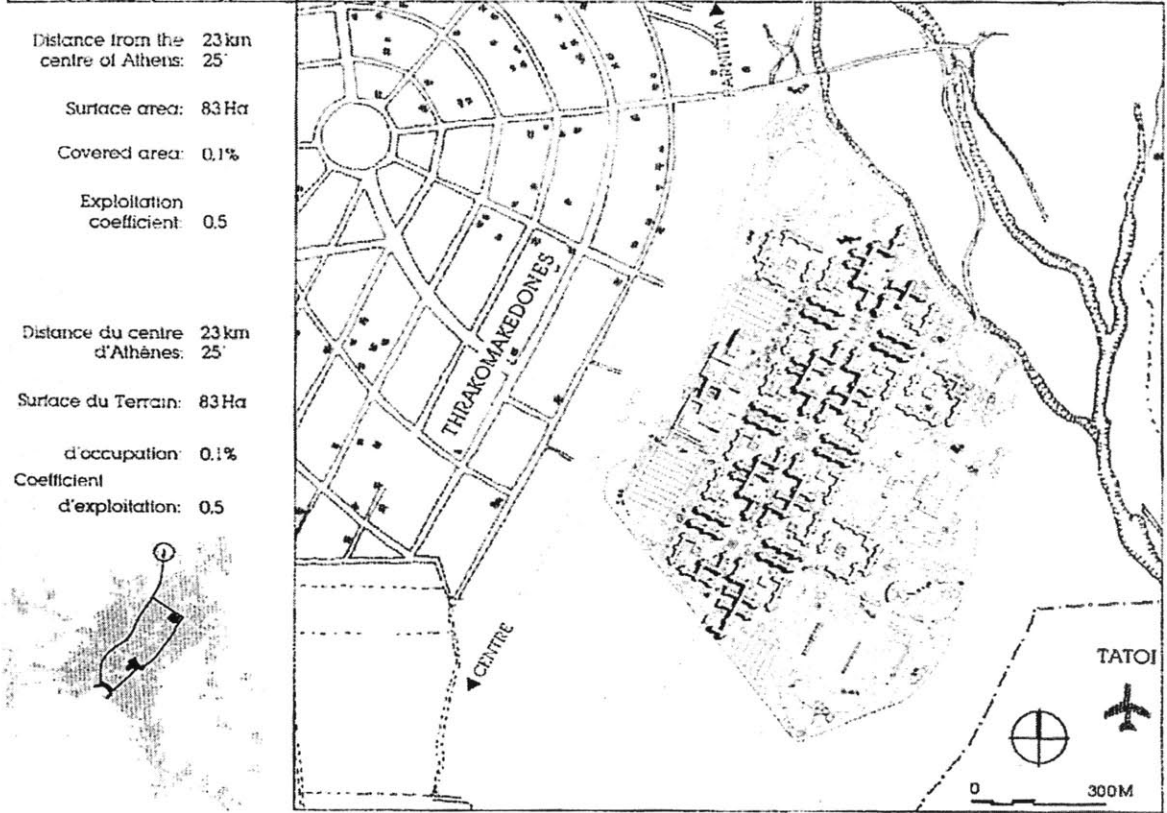 Distance from the 23 km
centre of Athens: 25'
Surface area: 83 Ha
Covered area: 0.1%
Exploitation
coefficient: 0.5
Distance du centre 23 km
d'Athènes: 25'
Surface du Terrain: 83 Ha
d'occupation: 0.1%
Coefficient
d'exploitation: 0.5
THRAKOMAKEDONES
CENTRE
TATOI
0 300M